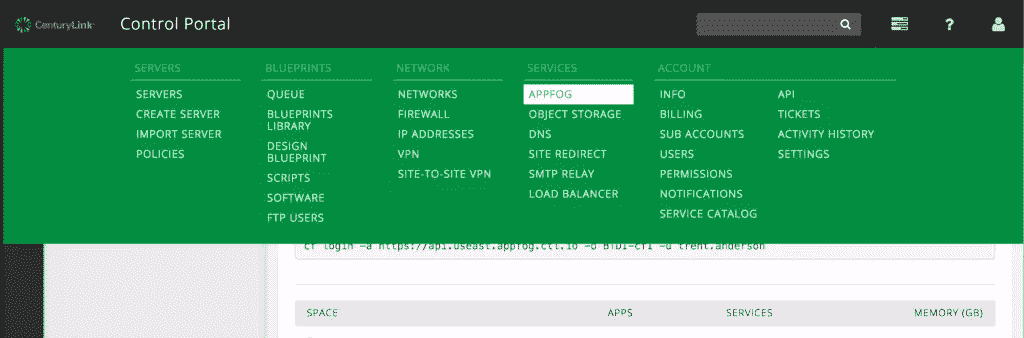 CenturyLink
Control Portal
?
SERVERS
SERVERS
CREATE SERVER
IMPORT SERVER
POLICIES
BLUEPRINTS
QUEUE
BLUEPRINTS
LIBRARY
DESIGN
BLUEPRINT
SCRIPTS
SOFTWARE
FTP USERS
NETWORK
NETWORKS
FIREWALL
IP ADDRESSES
VPN
SITE-TO-SITE VPN
SERVICES
APPFOG
OBJECT STORAGE
DNS
SITE REDIRECT
SMTP RELAY
LOAD BALANCER
ACCOUNT
INFO
BILLING
SUB ACCOUNTS
USERS
PERMISSIONS
NOTIFICATIONS
SERVICE CATALOG
API
TICKETS
ACTIVITY HISTORY
SETTINGS
cf login -a https://api.useast.appfog.ctl.io -o BTDI-cf1 -u trent.anderson
SPACE APPS SERVICES MEMORY (GB)